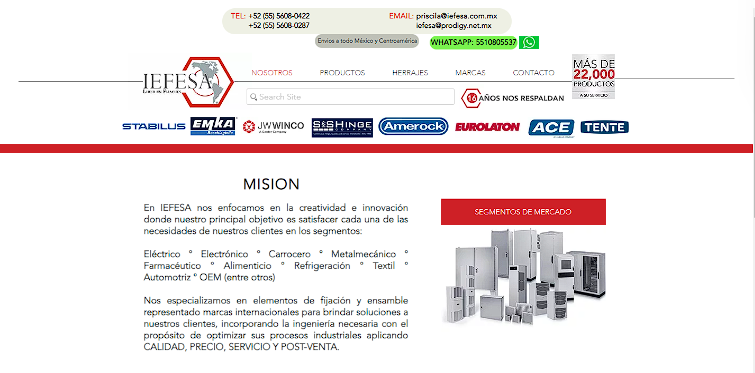 TEL: +52 (55) 5608-0422
+52 (55) 5608-0287
EMAIL: priscila@iefesa.com.mx
iefesa@prodigy.net.mx
Envios a todo México y Centroamérica
WHATSAPP: 5510805537
IEFESA
NOSOTROS PRODUCTOS HERRAJES MARCAS CONTACTO
MÁS DE
22,000
PRODUCTOS
A SU SERVICIO
Search Site
16 AÑOS NOS RESPALDAN
STABILUS EMKA JW WINCO S&S HINGE COMPANY Amerock EUROLATON ACE TENTE
MISION
En IEFESA nos enfocamos en la creatividad e innovación
donde nuestro principal objetivo es satisfacer cada una de las
necesidades de nuestros clientes en los segmentos:
Eléctrico ° Electrónico ° Carrocero ° Metalmecánico °
Farmacéutico ° Alimenticio ° Refrigeración ° Textil °
Automotriz ° OEM (entre otros)
Nos especializamos en elementos de fijación y ensamble
representado marcas internacionales para brindar soluciones a
nuestros clientes, incorporando la ingeniería necesaria con el
propósito de optimizar sus procesos industriales aplicando
CALIDAD, PRECIO, SERVICIO Y POST-VENTA.
SEGMENTOS DE MERCADO